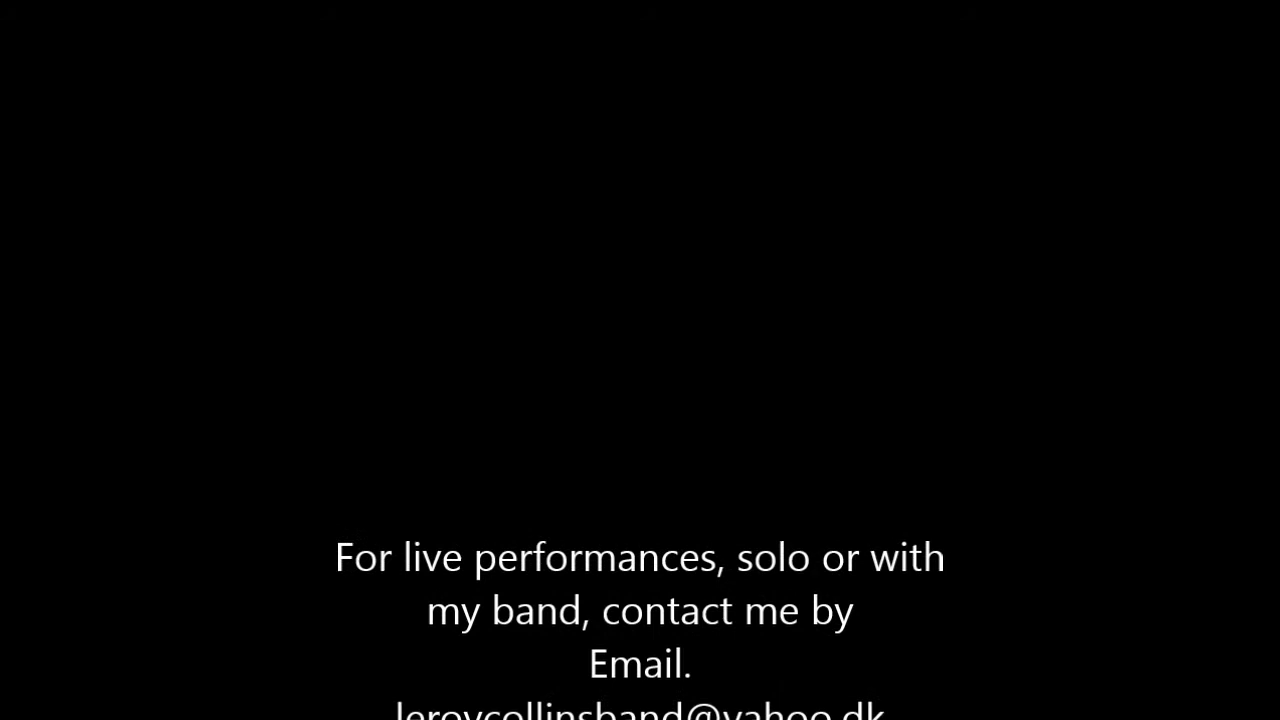 For live performances, solo or with
my band, contact me by
Email.
leroycollinsband@yahoo.dk